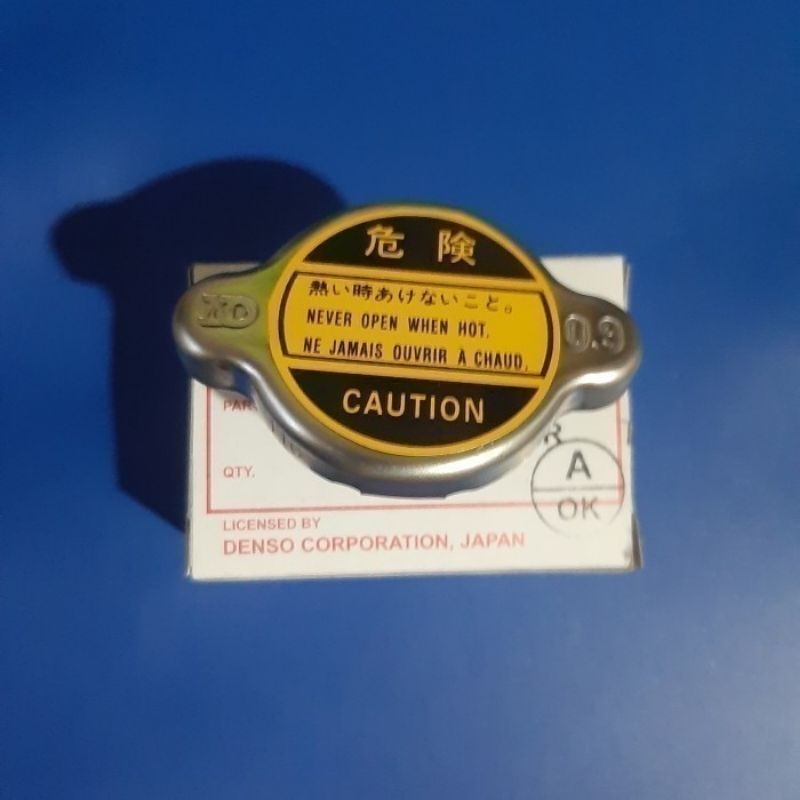 危険
熱い時あけないこと。
NEVER OPEN WHEN HOT.
NE JAMAIS OUVRIR À CHAUD.
CAUTION
0.9
PAR
QTY.
R
A
OK
LICENSED BY
DENSO CORPORATION, JAPAN